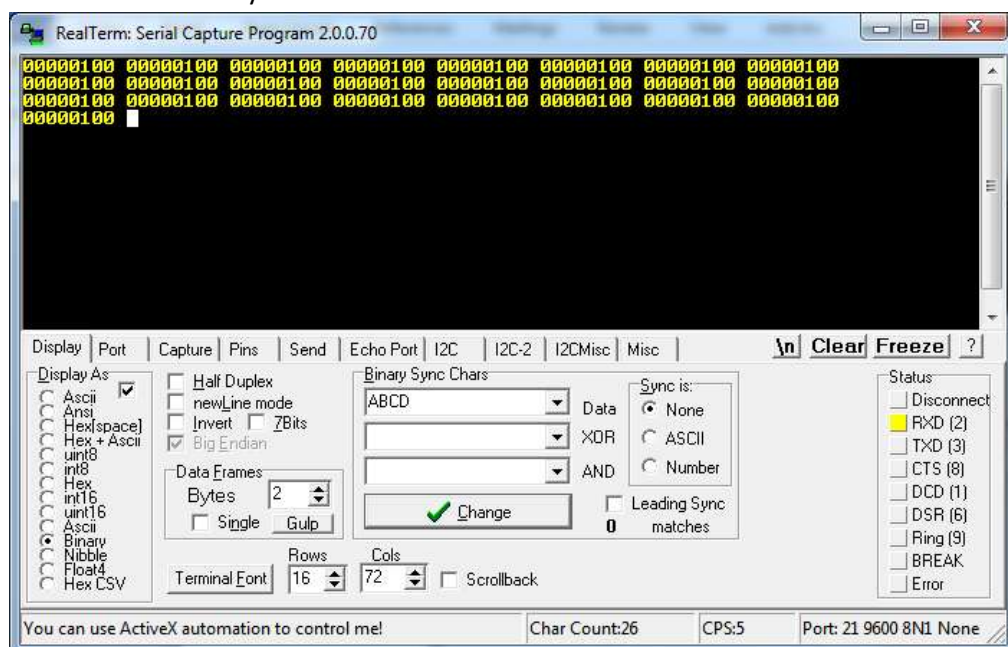 RealTerm: Serial Capture Program 2.0.0.70
00000100 00000100 00000100 00000100 00000100 00000100 00000100 00000100
00000100 00000100 00000100 00000100 00000100 00000100 00000100 00000100
00000100 00000100 00000100 00000100 00000100 00000100 00000100 00000100
00000100
Display Port Capture Pins Send Echo Port I2C I2C-2 I2CMisc Misc \n Clear Freeze ?
Display As
Ascii
Ansi
Hex[space]
Hex + Ascii
uint8
int8
Hex
int16
uint16
Ascii
Binary
Nibble
Float4
Hex CSV
Half Duplex
newLine mode
Invert 7Bits
Big Endian
Data Frames
Bytes 2
Single Gulp
Rows Cols
Terminal Font 16 72 Scrollback
Binary Sync Chars
ABCD Data
XOR
AND
Change
Sync is:
None
ASCII
Number
Leading Sync
0 matches
Status
Disconnect
RXD (2)
TXD (3)
CTS (8)
DCD (1)
DSR (6)
Ring (9)
BREAK
Error
You can use ActiveX automation to control me! Char Count:26 CPS:5 Port: 21 9600 8N1 None